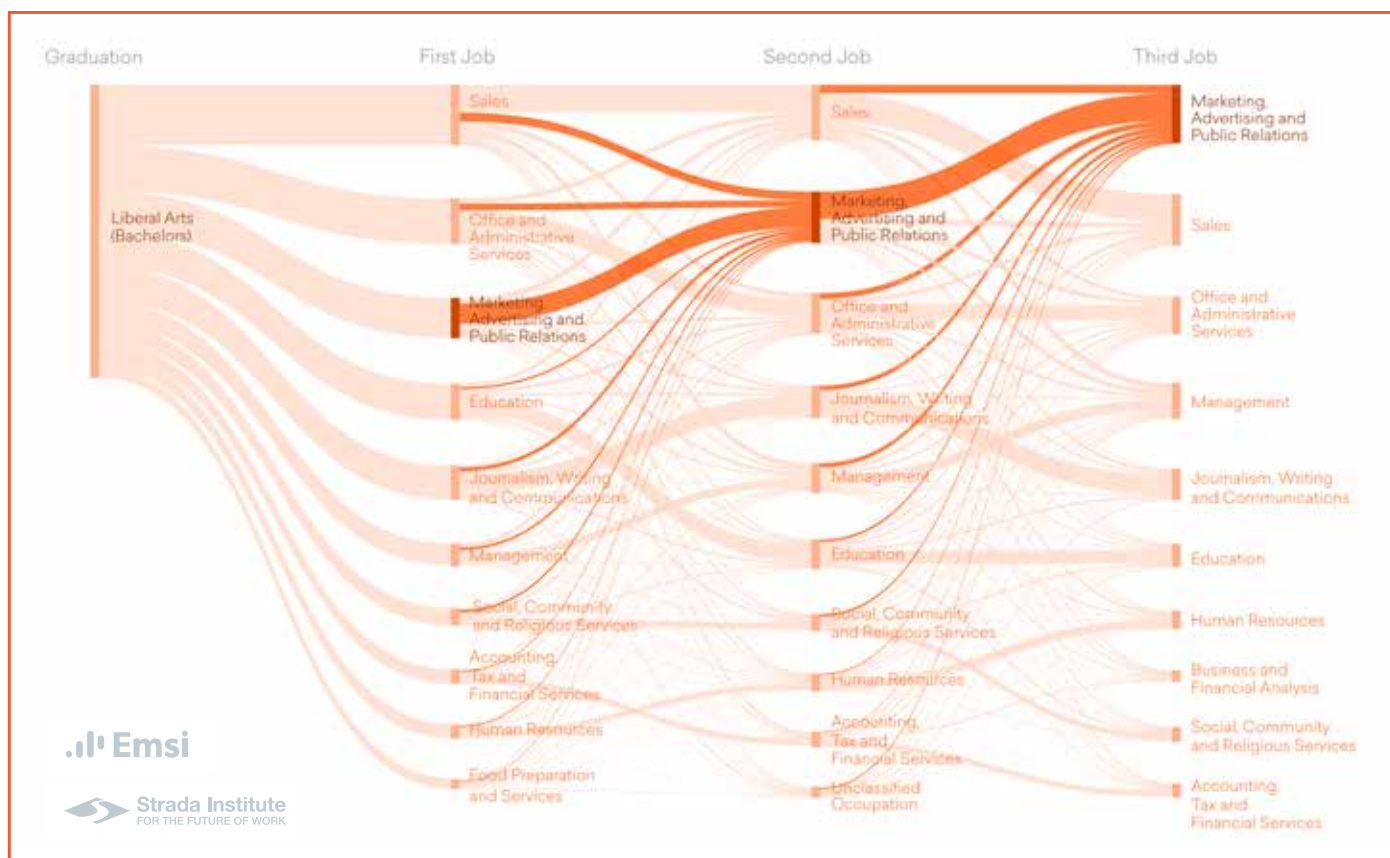 Graduation
First Job
Second Job
Third Job
Liberal Arts
(Bachelors)
Sales
Office and
Administrative
Services
Marketing,
Advertising and
Public Relations
Education
Journalism, Writing
and Communications
Management
Social, Community
and Religious Services
Accounting,
Tax and
Financial Services
Human Resources
Food Preparation
and Services
Sales
Marketing,
Advertising and
Public Relations
Office and
Administrative
Services
Journalism, Writing
and Communications
Management
Education
Social, Community
and Religious Services
Human Resources
Accounting,
Tax and
Financial Services
Unclassified
Occupation
Marketing,
Advertising and
Public Relations
Sales
Office and
Administrative
Services
Management
Journalism, Writing
and Communications
Education
Human Resources
Business and
Financial Analysis
Social, Community
and Religious Services
Accounting,
Tax and
Financial Services
Emsi
Strada Institute
FOR THE FUTURE OF WORK